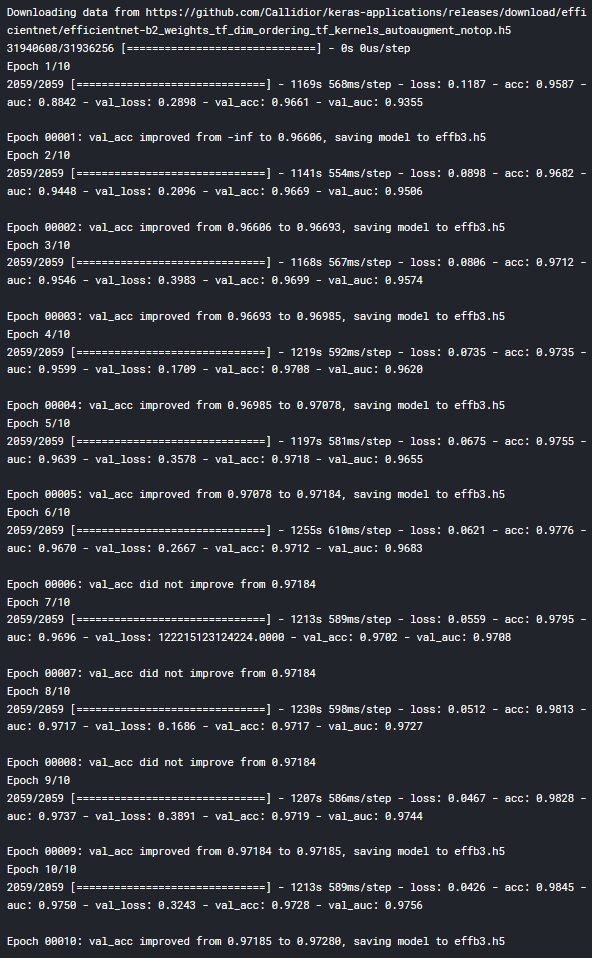 Downloading data from https://github.com/Callidior/keras-applications/releases/download/effi
cientnet/efficientnet-b2_weights_tf_dim_ordering_tf_kernels_autoaugment_notop.h5
31940608/31936256 [==============================] - 0s 0us/step
Epoch 1/10
2059/2059 [==============================] - 1169s 568ms/step - loss: 0.1187 - acc: 0.9587 -
auc: 0.8842 - val_loss: 0.2898 - val_acc: 0.9661 - val_auc: 0.9355
Epoch 00001: val_acc improved from -inf to 0.96606, saving model to effb3.h5
Epoch 2/10
2059/2059 [==============================] - 1141s 554ms/step - loss: 0.0898 - acc: 0.9682 -
auc: 0.9448 - val_loss: 0.2096 - val_acc: 0.9669 - val_auc: 0.9506
Epoch 00002: val_acc improved from 0.96606 to 0.96693, saving model to effb3.h5
Epoch 3/10
2059/2059 [==============================] - 1168s 567ms/step - loss: 0.0806 - acc: 0.9712 -
auc: 0.9546 - val_loss: 0.3983 - val_acc: 0.9699 - val_auc: 0.9574
Epoch 00003: val_acc improved from 0.96693 to 0.96985, saving model to effb3.h5
Epoch 4/10
2059/2059 [==============================] - 1219s 592ms/step - loss: 0.0735 - acc: 0.9735 -
auc: 0.9599 - val_loss: 0.1709 - val_acc: 0.9708 - val_auc: 0.9620
Epoch 00004: val_acc improved from 0.96985 to 0.97078, saving model to effb3.h5
Epoch 5/10
2059/2059 [==============================] - 1197s 581ms/step - loss: 0.0675 - acc: 0.9755 -
auc: 0.9639 - val_loss: 0.3578 - val_acc: 0.9718 - val_auc: 0.9655
Epoch 00005: val_acc improved from 0.97078 to 0.97184, saving model to effb3.h5
Epoch 6/10
2059/2059 [==============================] - 1255s 610ms/step - loss: 0.0621 - acc: 0.9776 -
auc: 0.9670 - val_loss: 0.2667 - val_acc: 0.9712 - val_auc: 0.9683
Epoch 00006: val_acc did not improve from 0.97184
Epoch 7/10
2059/2059 [==============================] - 1213s 589ms/step - loss: 0.0559 - acc: 0.9795 -
auc: 0.9696 - val_loss: 122215123124224.0000 - val_acc: 0.9702 - val_auc: 0.9708
Epoch 00007: val_acc did not improve from 0.97184
Epoch 8/10
2059/2059 [==============================] - 1230s 598ms/step - loss: 0.0512 - acc: 0.9813 -
auc: 0.9717 - val_loss: 0.1686 - val_acc: 0.9717 - val_auc: 0.9727
Epoch 00008: val_acc did not improve from 0.97184
Epoch 9/10
2059/2059 [==============================] - 1207s 586ms/step - loss: 0.0467 - acc: 0.9828 -
auc: 0.9737 - val_loss: 0.3891 - val_acc: 0.9719 - val_auc: 0.9744
Epoch 00009: val_acc improved from 0.97184 to 0.97185, saving model to effb3.h5
Epoch 10/10
2059/2059 [==============================] - 1213s 589ms/step - loss: 0.0426 - acc: 0.9845 -
auc: 0.9750 - val_loss: 0.3243 - val_acc: 0.9728 - val_auc: 0.9756
Epoch 00010: val_acc improved from 0.97185 to 0.97280, saving model to effb3.h5